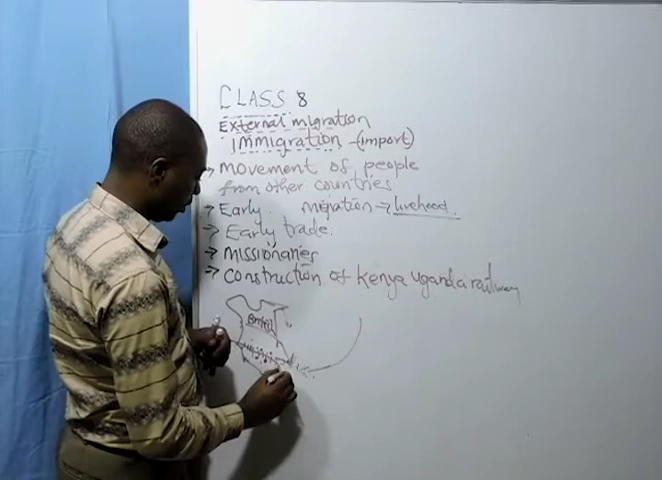 CLASS 8
External migration
immigration - (import)
→ movement of people
from other countries
→ Early migration → livehood.
→ Early trade.
→ missionaries
→ construction of Kenya Uganda railway